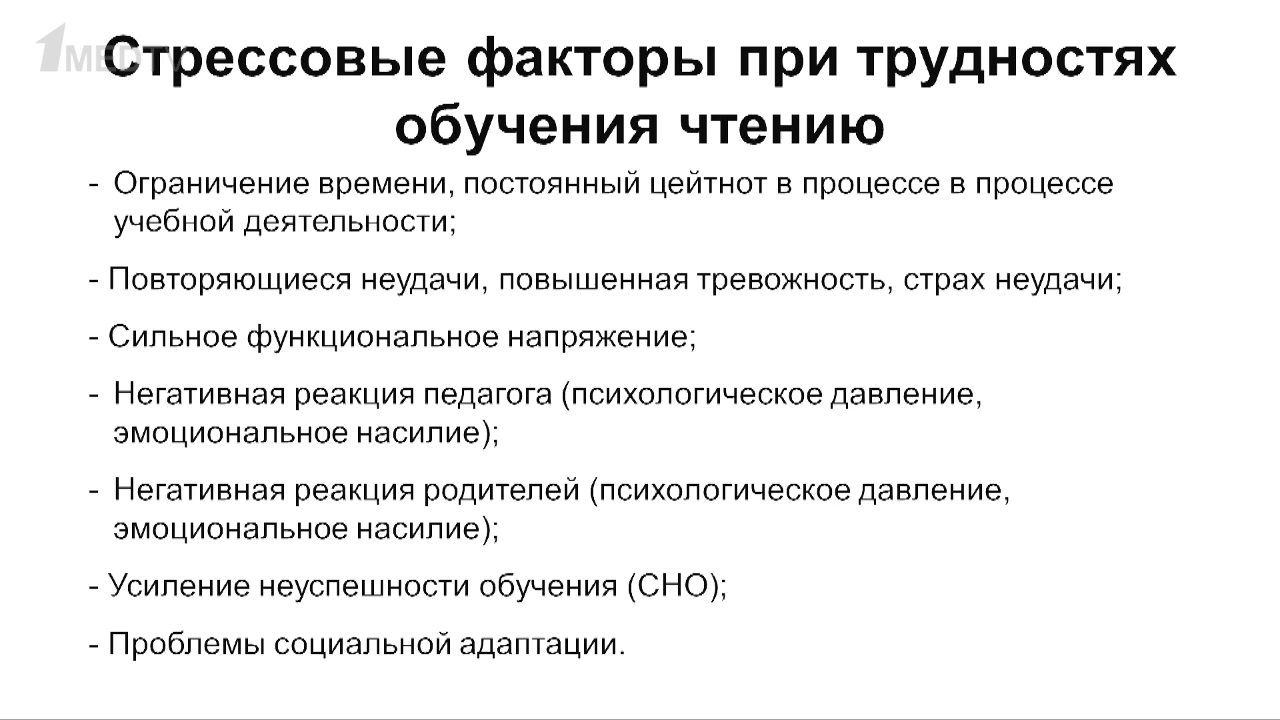 1MEDTV
Стрессовые факторы при трудностях
обучения чтению
- Ограничение времени, постоянный цейтнот в процессе в процессе
учебной деятельности;
- Повторяющиеся неудачи, повышенная тревожность, страх неудачи;
- Сильное функциональное напряжение;
- Негативная реакция педагога (психологическое давление,
эмоциональное насилие);
- Негативная реакция родителей (психологическое давление,
эмоциональное насилие);
- Усиление неуспешности обучения (СНО);
- Проблемы социальной адаптации.